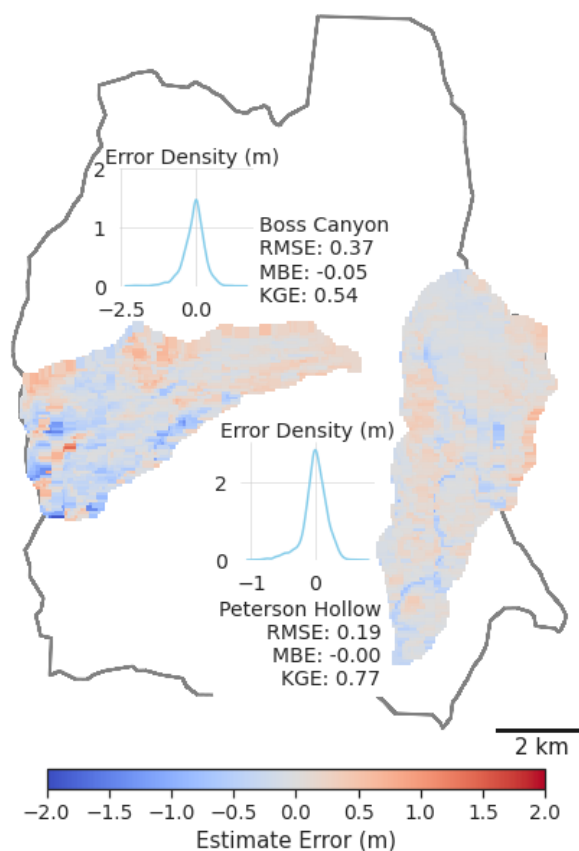 Error Density (m)
2
1
0
−2.5 0.0
Boss Canyon
RMSE: 0.37
MBE: -0.05
KGE: 0.54
Error Density (m)
2
0
−1 0
Peterson Hollow
RMSE: 0.19
MBE: -0.00
KGE: 0.77
2 km
−2.0 −1.5 −1.0 −0.5 0.0 0.5 1.0 1.5 2.0
Estimate Error (m)